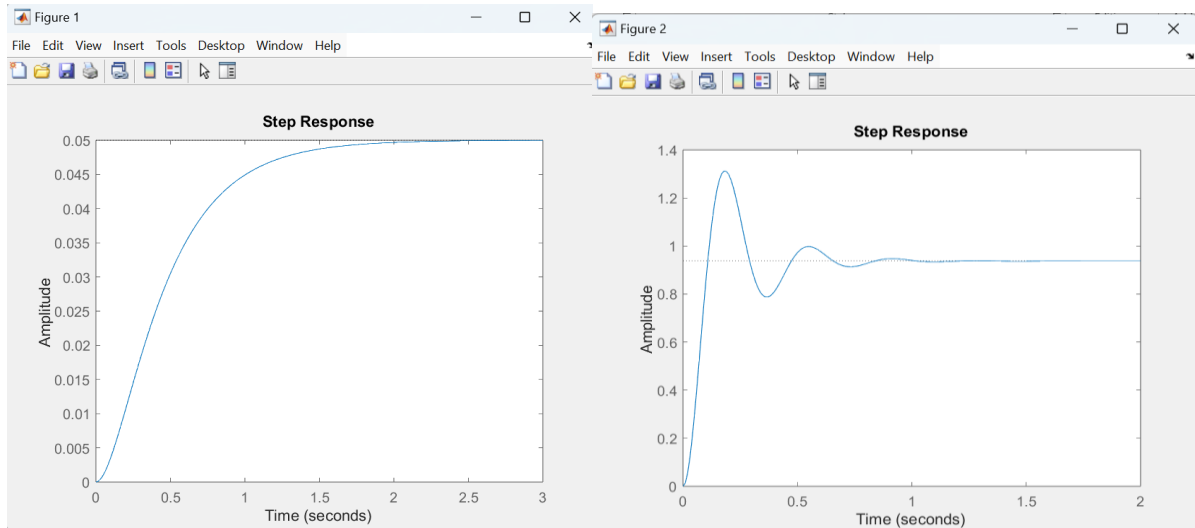 Figure 1
File Edit View Insert Tools Desktop Window Help
Step Response
0.05
0.045
0.04
0.035
0.03
0.025
0.02
0.015
0.01
0.005
0
Amplitude
0 0.5 1 1.5 2 2.5 3
Time (seconds)
Figure 2
File Edit View Insert Tools Desktop Window Help
Step Response
1.4
1.2
1
0.8
0.6
0.4
0.2
0
Amplitude
0 0.5 1 1.5 2
Time (seconds)